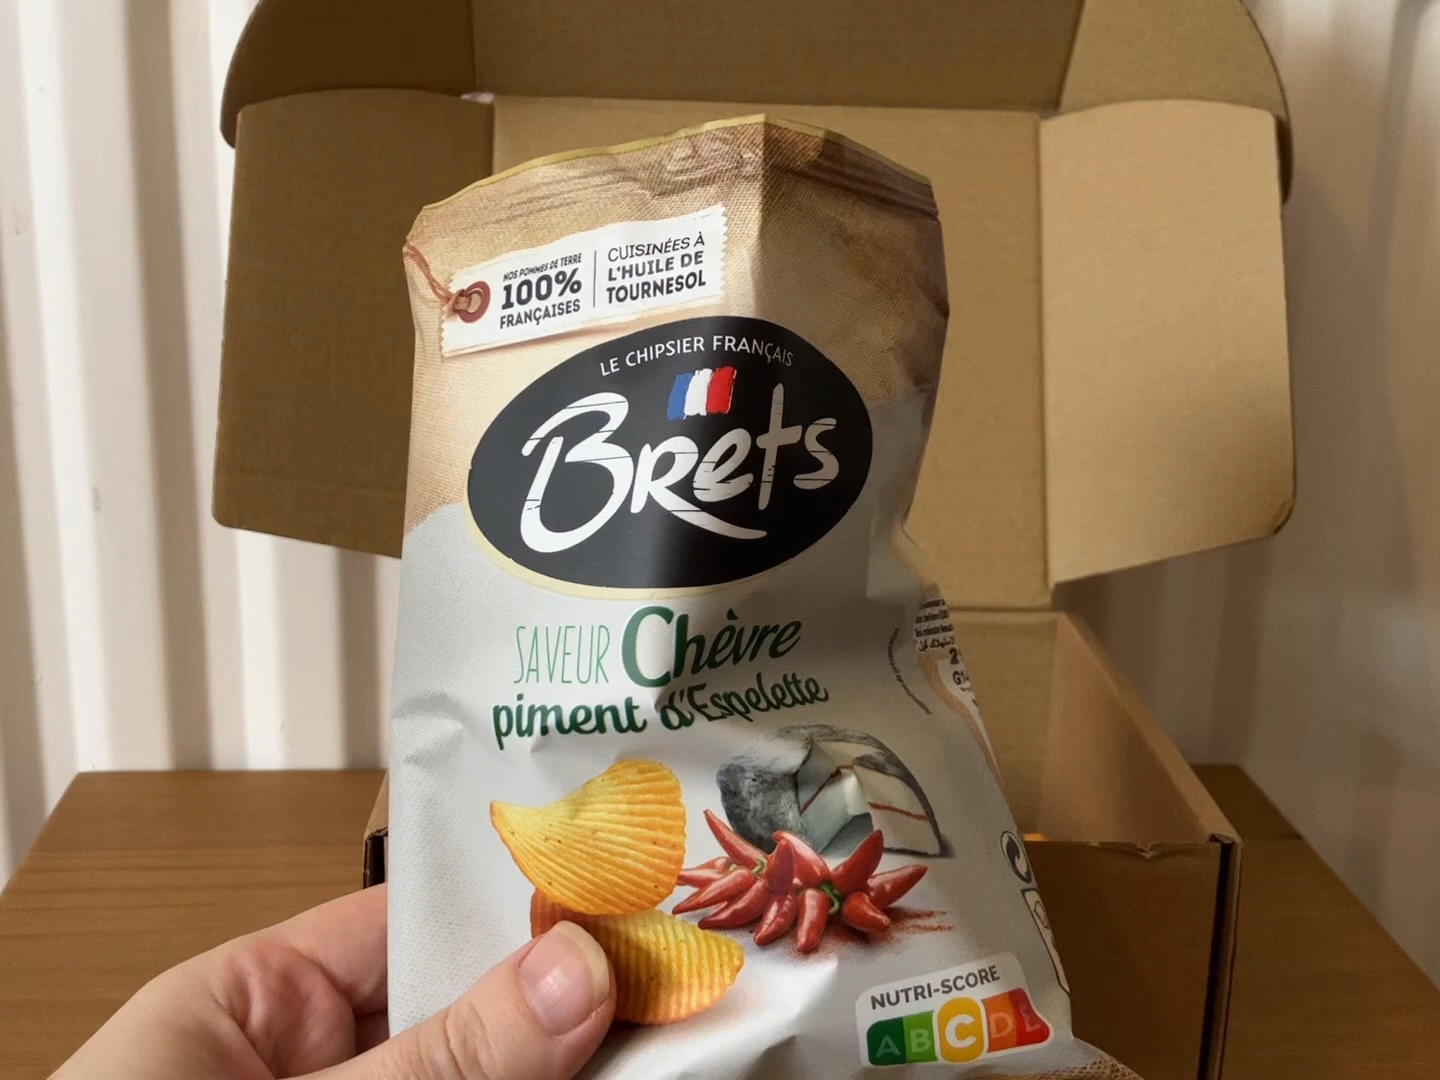 NOS POMMES DE TERRE
100%
FRANÇAISES
CUISINÉES À
L'HUILE DE
TOURNESOL
LE CHIPSIER FRANÇAIS
Brets
SAVEUR Chèvre
piment d'Espelette
NUTRI-SCORE
A B C D E